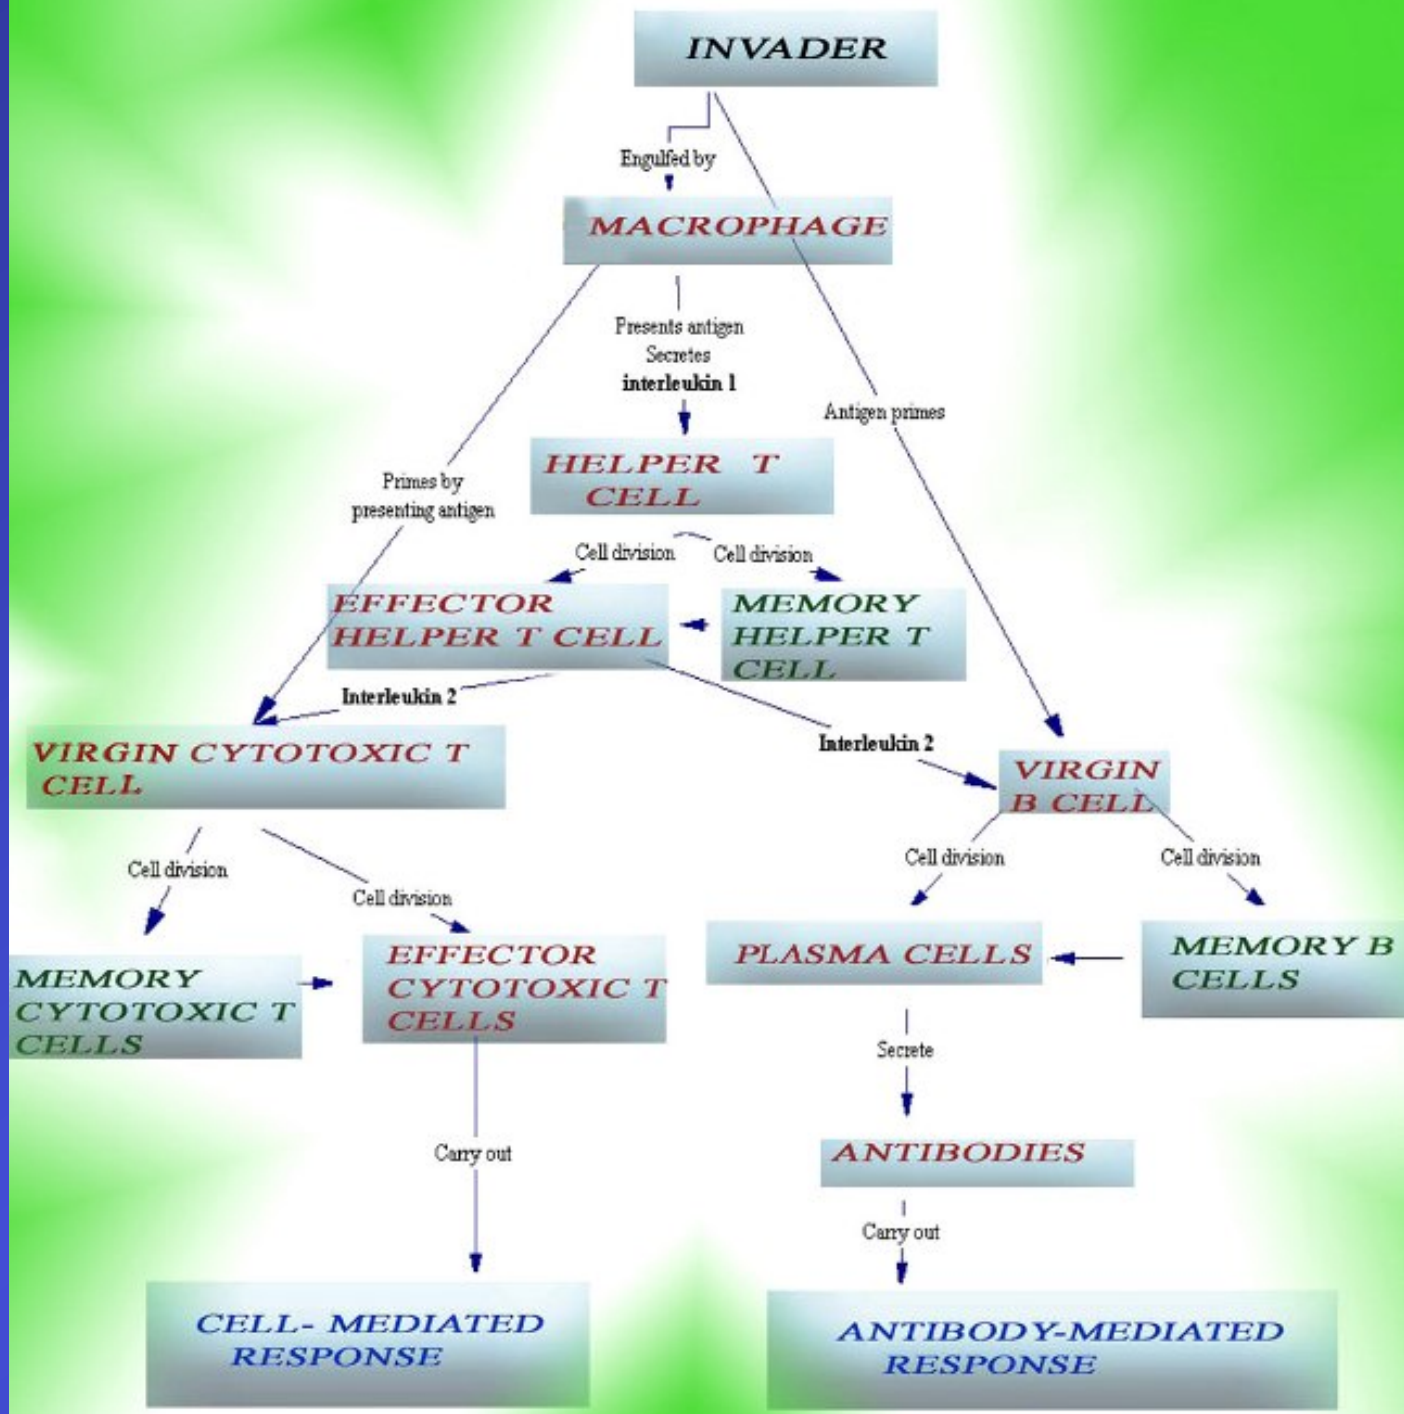 INVADER
Engulfed by
MACROPHAGE
Presents antigen
Secretes
interleukin 1
Antigen primes
HELPER T
CELL
Primes by
presenting antigen
Cell division
Cell division
EFFECTOR
HELPER T CELL
MEMORY
HELPER T
CELL
Interleukin 2
Interleukin 2
VIRGIN CYTOTOXIC T
CELL
VIRGIN
B CELL
Cell division
Cell division
Cell division
Cell division
MEMORY
CYTOTOXIC T
CELLS
EFFECTOR
CYTOTOXIC T
CELLS
PLASMA CELLS
MEMORY B
CELLS
Secrete
Carry out
ANTIBODIES
Carry out
CELL- MEDIATED
RESPONSE
ANTIBODY-MEDIATED
RESPONSE